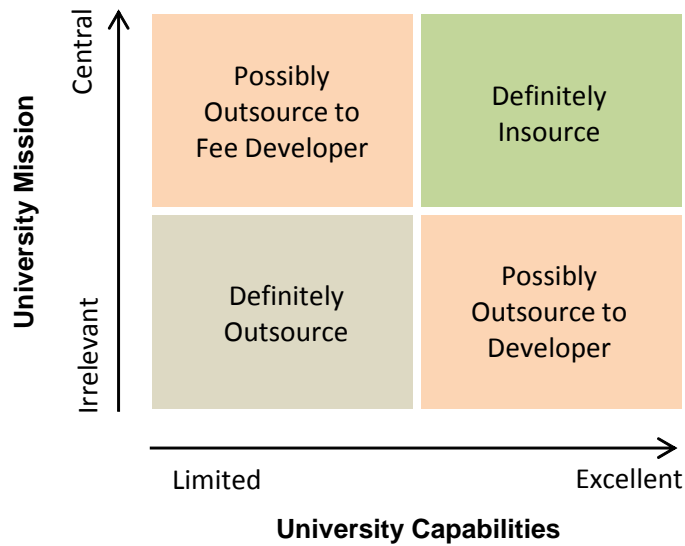 University Mission
Central
Irrelevant
Possibly
Outsource to
Fee Developer
Definitely
Insource
Definitely
Outsource
Possibly
Outsource to
Developer
Limited
Excellent
University Capabilities